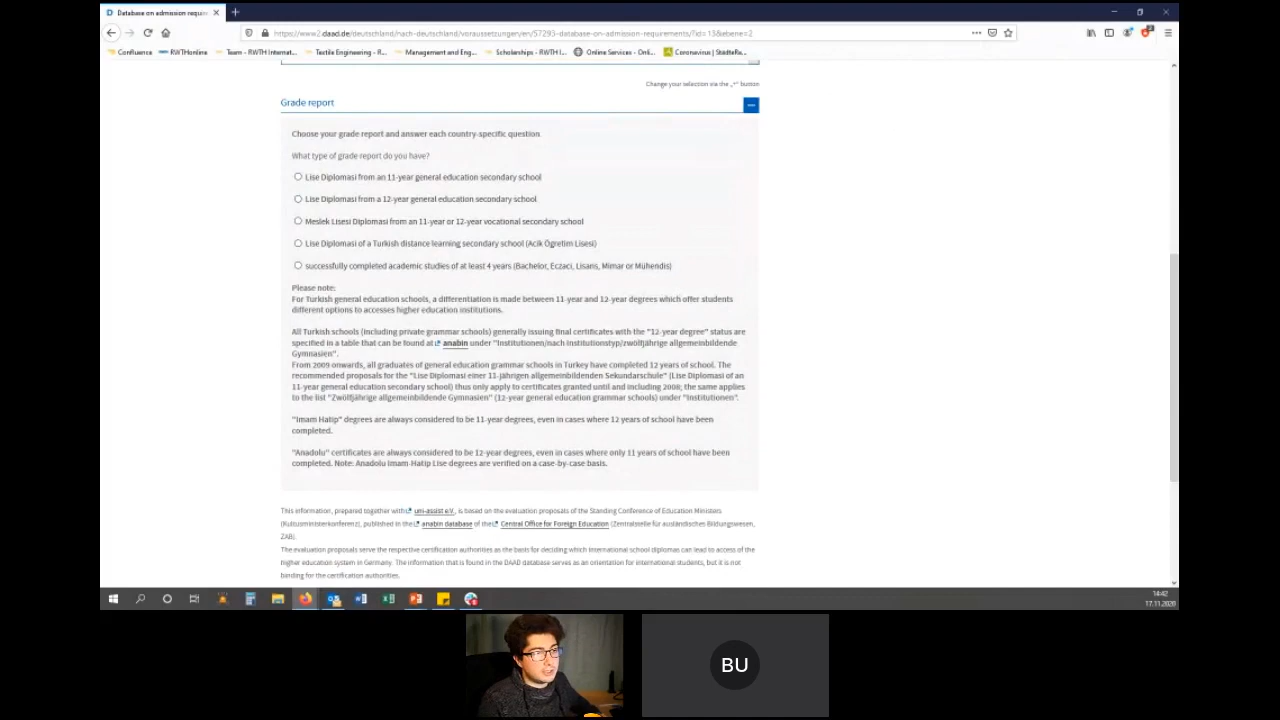 Database on admission requir
https://www2.daad.de/deutschland/nach-deutschland/voraussetzungen/en/57293-database-on-admission-requirements/?id=13&ebene=2
Confluence RWTHonline Team - RWTH Internat... Textile Engineering - R... Management and Eng... Scholarships - RWTH I... Online Services - Onli... Coronavirus | StädteRe...
Change your selection via the „+“ button
Grade report
Choose your grade report and answer each country-specific question
What type of grade report do you have?
Lise Diplomasi from an 11-year general education secondary school
Lise Diplomasi from a 12-year general education secondary school
Meslek Lisesi Diplomasi from an 11-year or 12-year vocational secondary school
Lise Diplomasi of a Turkish distance learning secondary school (Acik Ögretim Lisesi)
successfully completed academic studies of at least 4 years (Bachelor, Eczaci, Lisans, Mimar or Mühendis)
Please note:
For Turkish general education schools, a differentiation is made between 11-year and 12-year degrees which offer students
different options to accesses higher education institutions.
All Turkish schools (including private grammar schools) generally issuing final certificates with the "12-year degree" status are
specified in a table that can be found at anabin under "Institutionen/nach Institutionstyp/zwölfjährige allgemeinbildende
Gymnasien".
From 2009 onwards, all graduates of general education grammar schools in Turkey have completed 12 years of school. The
recommended proposals for the "Lise Diplomasi einer 11-jährigen allgemeinbildenden Sekundarschule" (Lise Diplomasi of an
11-year general education secondary school) thus only apply to certificates granted until and including 2008; the same applies
to the list "Zwölfjährige allgemeinbildende Gymnasien" (12-year general education grammar schools) under "Institutionen".
"Imam Hatip" degrees are always considered to be 11-year degrees, even in cases where 12 years of school have been
completed.
"Anadolu" certificates are always considered to be 12-year degrees, even in cases where only 11 years of school have been
completed. Note: Anadolu Imam-Hatip Lise degrees are verified on a case-by-case basis.
This information, prepared together with uni-assist e.V., is based on the evaluation proposals of the Standing Conference of Education Ministers
(Kultusministerkonferenz), published in the anabin database of the Central Office for Foreign Education (Zentralstelle für ausländisches Bildungswesen,
ZAB).
The evaluation proposals serve the respective certification authorities as the basis for deciding which international school diplomas can lead to access of the
higher education system in Germany. The information that is found in the DAAD database serves as an orientation for international students, but it is not
binding for the certification authorities.
14:42
17.11.2020
BU